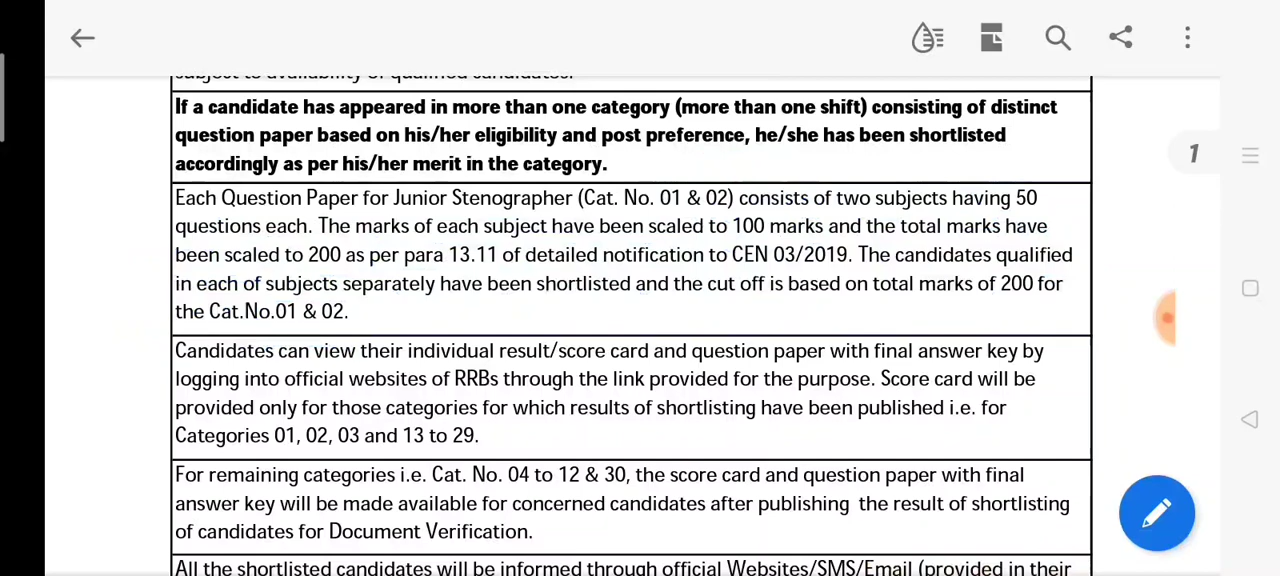 subject to availability of qualified candidates.
If a candidate has appeared in more than one category (more than one shift) consisting of distinct
question paper based on his/her eligibility and post preference, he/she has been shortlisted
accordingly as per his/her merit in the category.
1
Each Question Paper for Junior Stenographer (Cat. No. 01 & 02) consists of two subjects having 50
questions each. The marks of each subject have been scaled to 100 marks and the total marks have
been scaled to 200 as per para 13.11 of detailed notification to CEN 03/2019. The candidates qualified
in each of subjects separately have been shortlisted and the cut off is based on total marks of 200 for
the Cat.No.01 & 02.
Candidates can view their individual result/score card and question paper with final answer key by
logging into official websites of RRBs through the link provided for the purpose. Score card will be
provided only for those categories for which results of shortlisting have been published i.e. for
Categories 01, 02, 03 and 13 to 29.
For remaining categories i.e. Cat. No. 04 to 12 & 30, the score card and question paper with final
answer key will be made available for concerned candidates after publishing  the result of shortlisting
of candidates for Document Verification.
All the shortlisted candidates will be informed through official Websites/SMS/Email (provided in their